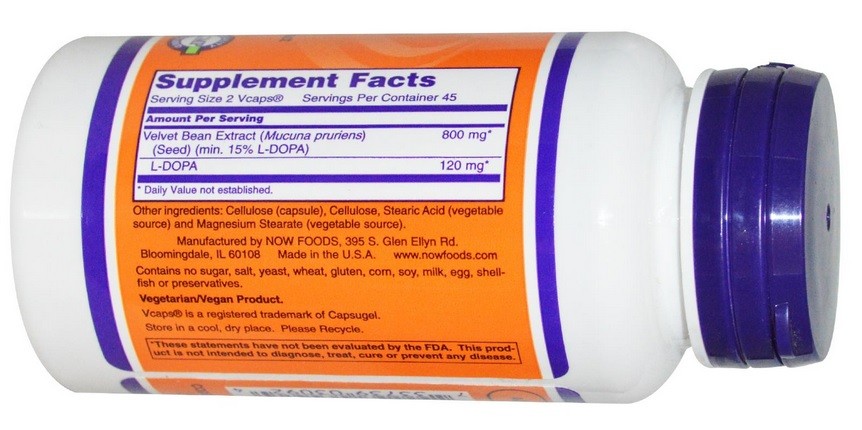 Supplement Facts
Serving Size 2 Vcaps® Servings Per Container 45
Amount Per Serving
Velvet Bean Extract (Mucuna pruriens) 800 mg*
(Seed) (min. 15% L-DOPA)
L-DOPA 120 mg*
* Daily Value not established.
Other ingredients: Cellulose (capsule), Cellulose, Stearic Acid (vegetable
source) and Magnesium Stearate (vegetable source).
Manufactured by NOW FOODS, 395 S. Glen Ellyn Rd.
Bloomingdale, IL 60108 Made in the U.S.A. www.nowfoods.com
Contains no sugar, salt, yeast, wheat, gluten, corn, soy, milk, egg, shell-
fish or preservatives.
Vegetarian/Vegan Product.
Vcaps® is a registered trademark of Capsugel.
Store in a cool, dry place. Please Recycle.
*These statements have not been evaluated by the FDA. This prod-
uct is not intended to diagnose, treat, cure or prevent any disease.